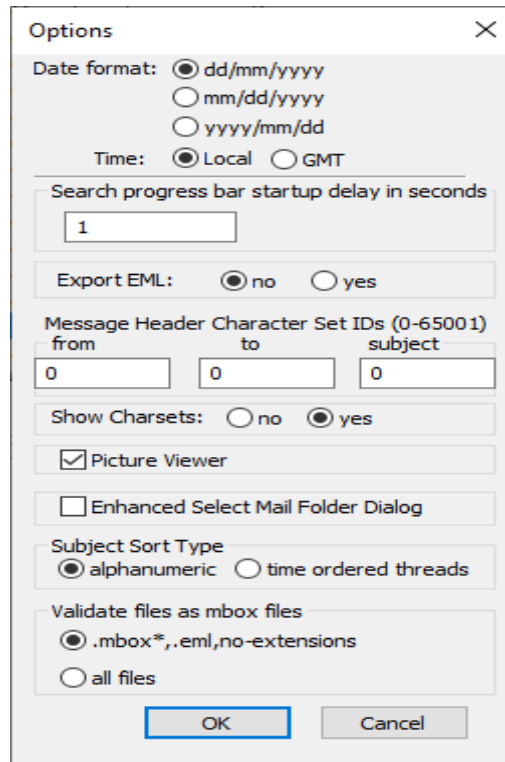 Options
Date format: dd/mm/yyyy
mm/dd/yyyy
yyyy/mm/dd
Time: Local GMT
Search progress bar startup delay in seconds
1
Export EML: no yes
Message Header Character Set IDs (0-65001)
from to subject
0 0 0
Show Charsets: no yes
Picture Viewer
Enhanced Select Mail Folder Dialog
Subject Sort Type
alphanumeric time ordered threads
Validate files as mbox files
.mbox*,.eml,no-extensions
all files
OK Cancel